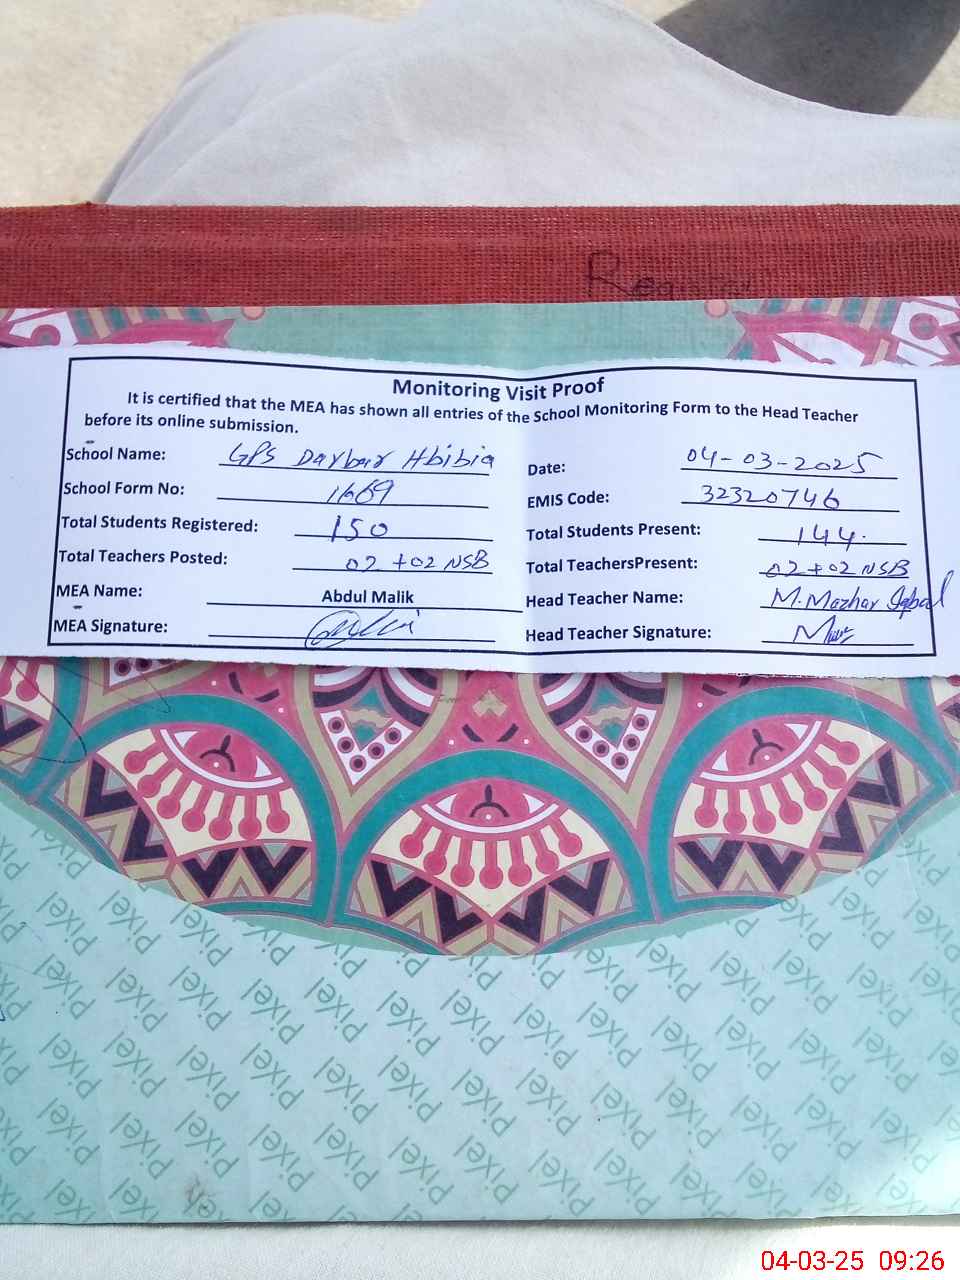 Register
Monitoring Visit Proof
It is certified that the MEA has shown all entries of the School Monitoring Form to the Head Teacher
before its online submission.
School Name: GPS Darbar Hbibia
Date: 04-03-2025
School Form No: 1669
EMIS Code: 32320746
Total Students Registered: 150
Total Students Present: 144.
Total Teachers Posted: 02 + 02 NSB
Total TeachersPresent: 02 + 02 NSB
MEA Name: Abdul Malik
Head Teacher Name: M. Mazhar Iqbal
MEA Signature:
Head Teacher Signature:
Pixel
04-03-25 09:26